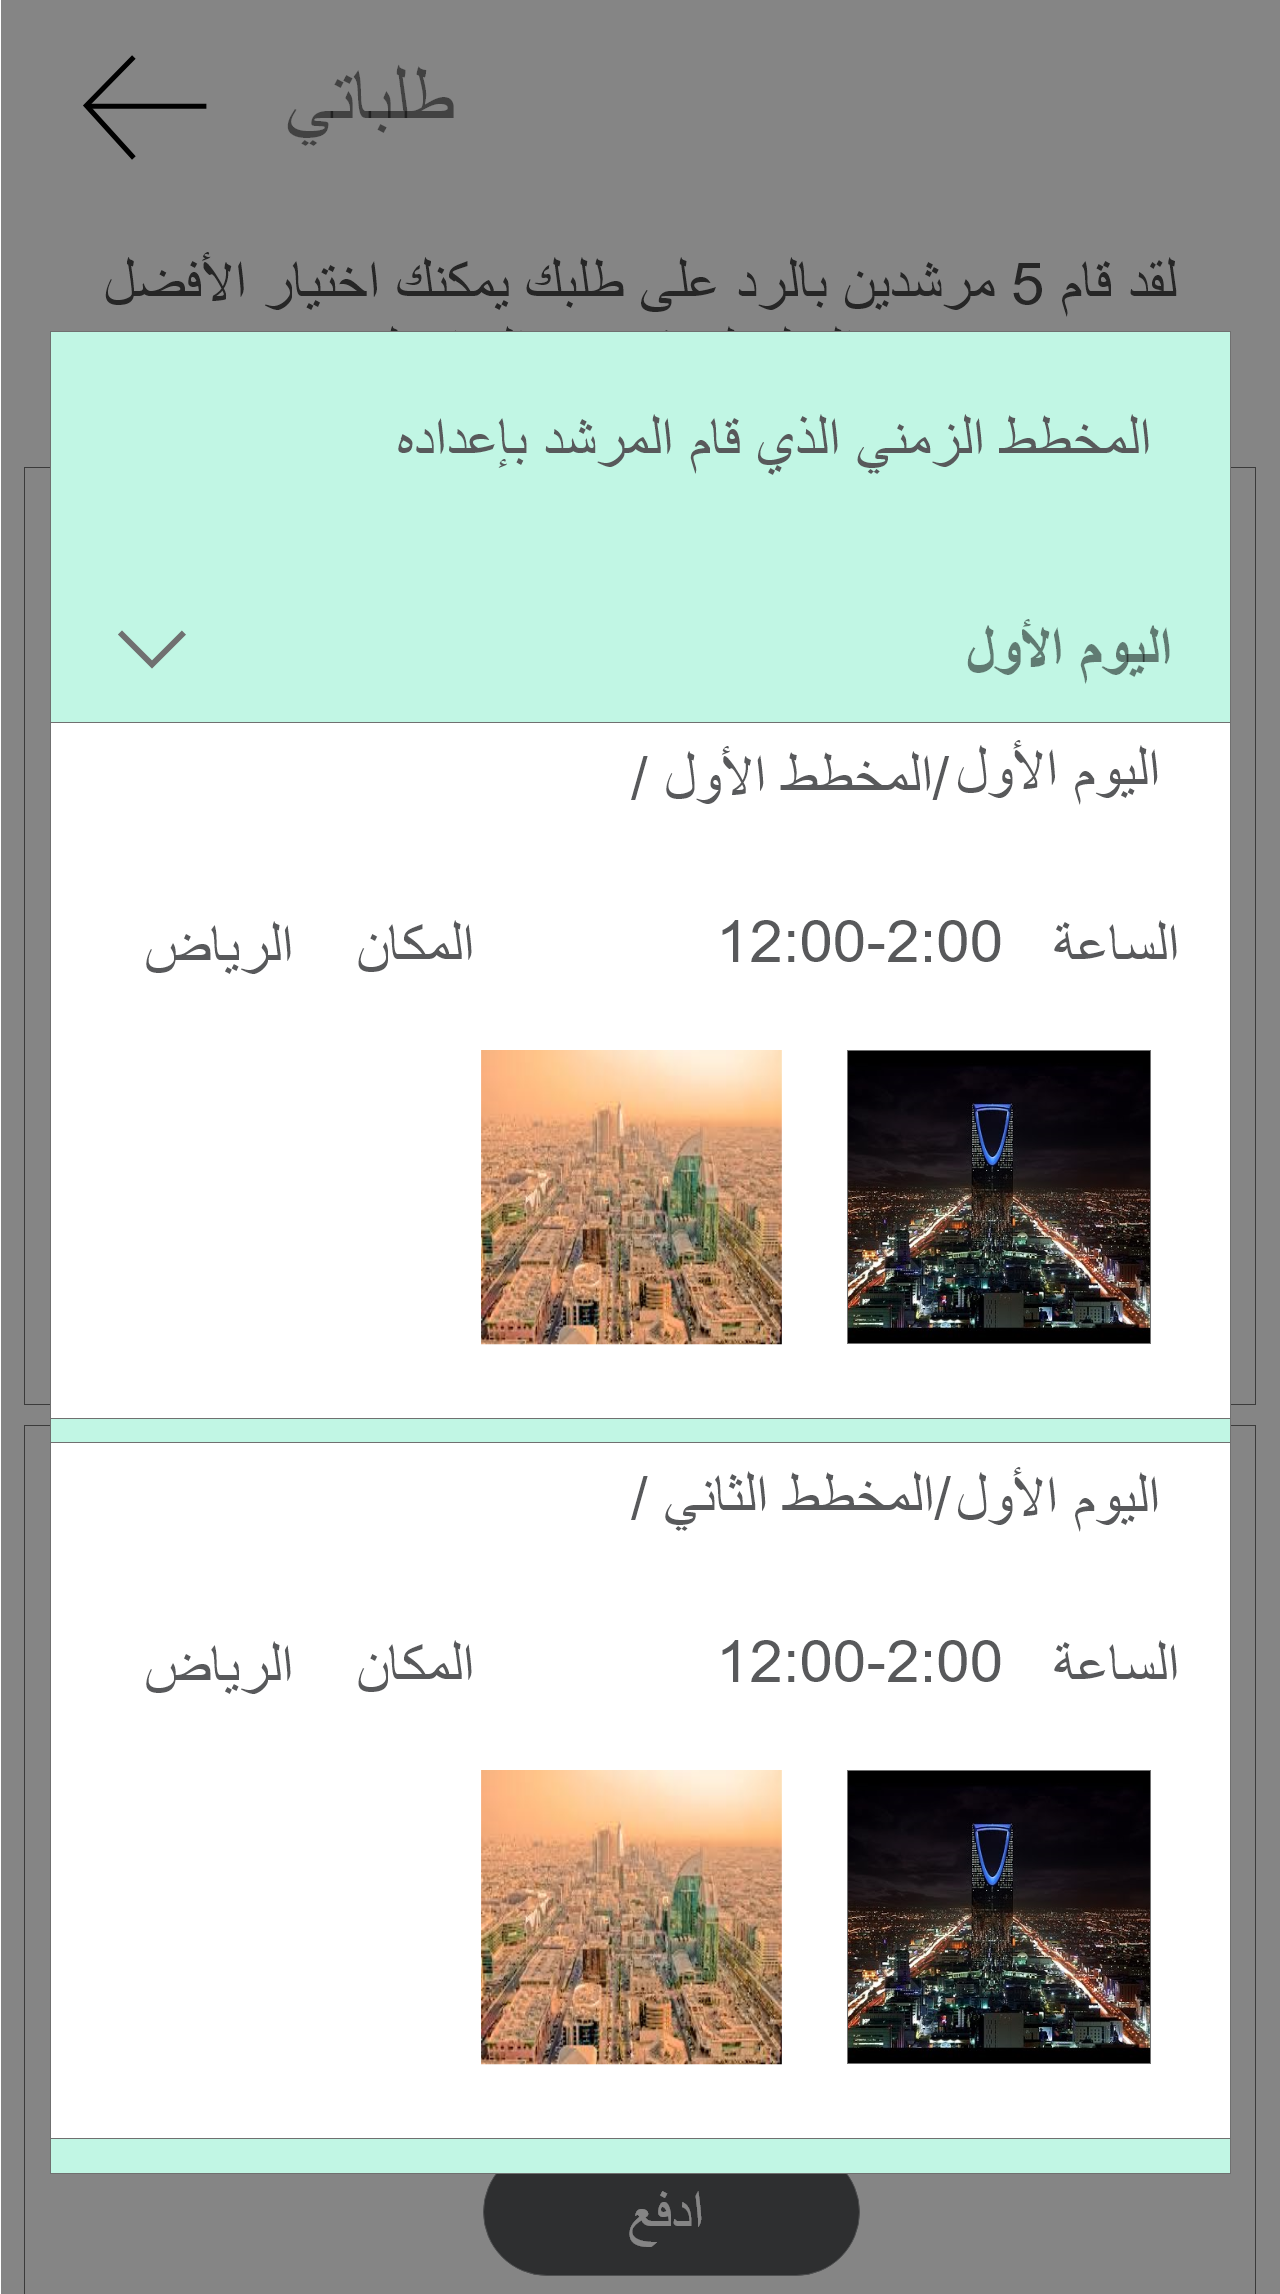 طلباتي
لقد قام 5 مرشدين بالرد على طلبك يمكنك اختيار الأفضل
المخطط الزمني الذي قام المرشد بإعداده
اليوم الأول
اليوم الأول/المخطط الأول /
الساعة 12:00-2:00 المكان الرياض
اليوم الأول/المخطط الثاني /
الساعة 12:00-2:00 المكان الرياض
ادفع